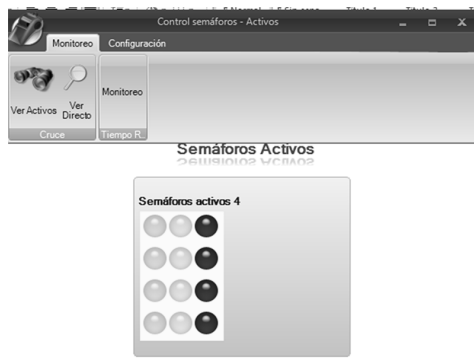 Control semáforos - Activos
Monitoreo Configuración
Ver Activos
Ver Directo
Monitoreo
Cruce
Tiempo R...
Semáforos Activos
Semáforos activos 4